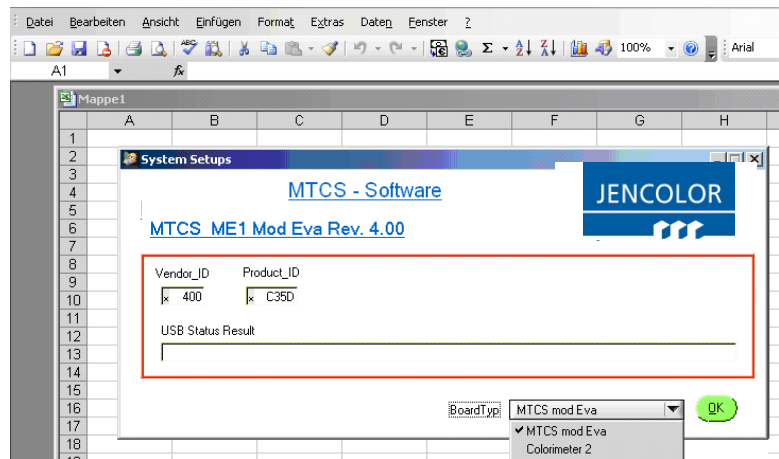 Datei Bearbeiten Ansicht Einfügen Format Extras Daten Fenster ?
100% Arial
A1 fx
Mappe1
A B C D E F G H
1
2
System Setups
3
4
MTCS - Software
JENCOLOR
5
6
MTCS ME1 Mod Eva Rev. 4.00
7
8
Vendor_ID Product_ID
9
10
x 400 x C35D
11
12
USB Status Result
13
14
15
16
BoardTyp MTCS mod Eva OK
17
MTCS mod Eva
18
Colorimeter 2